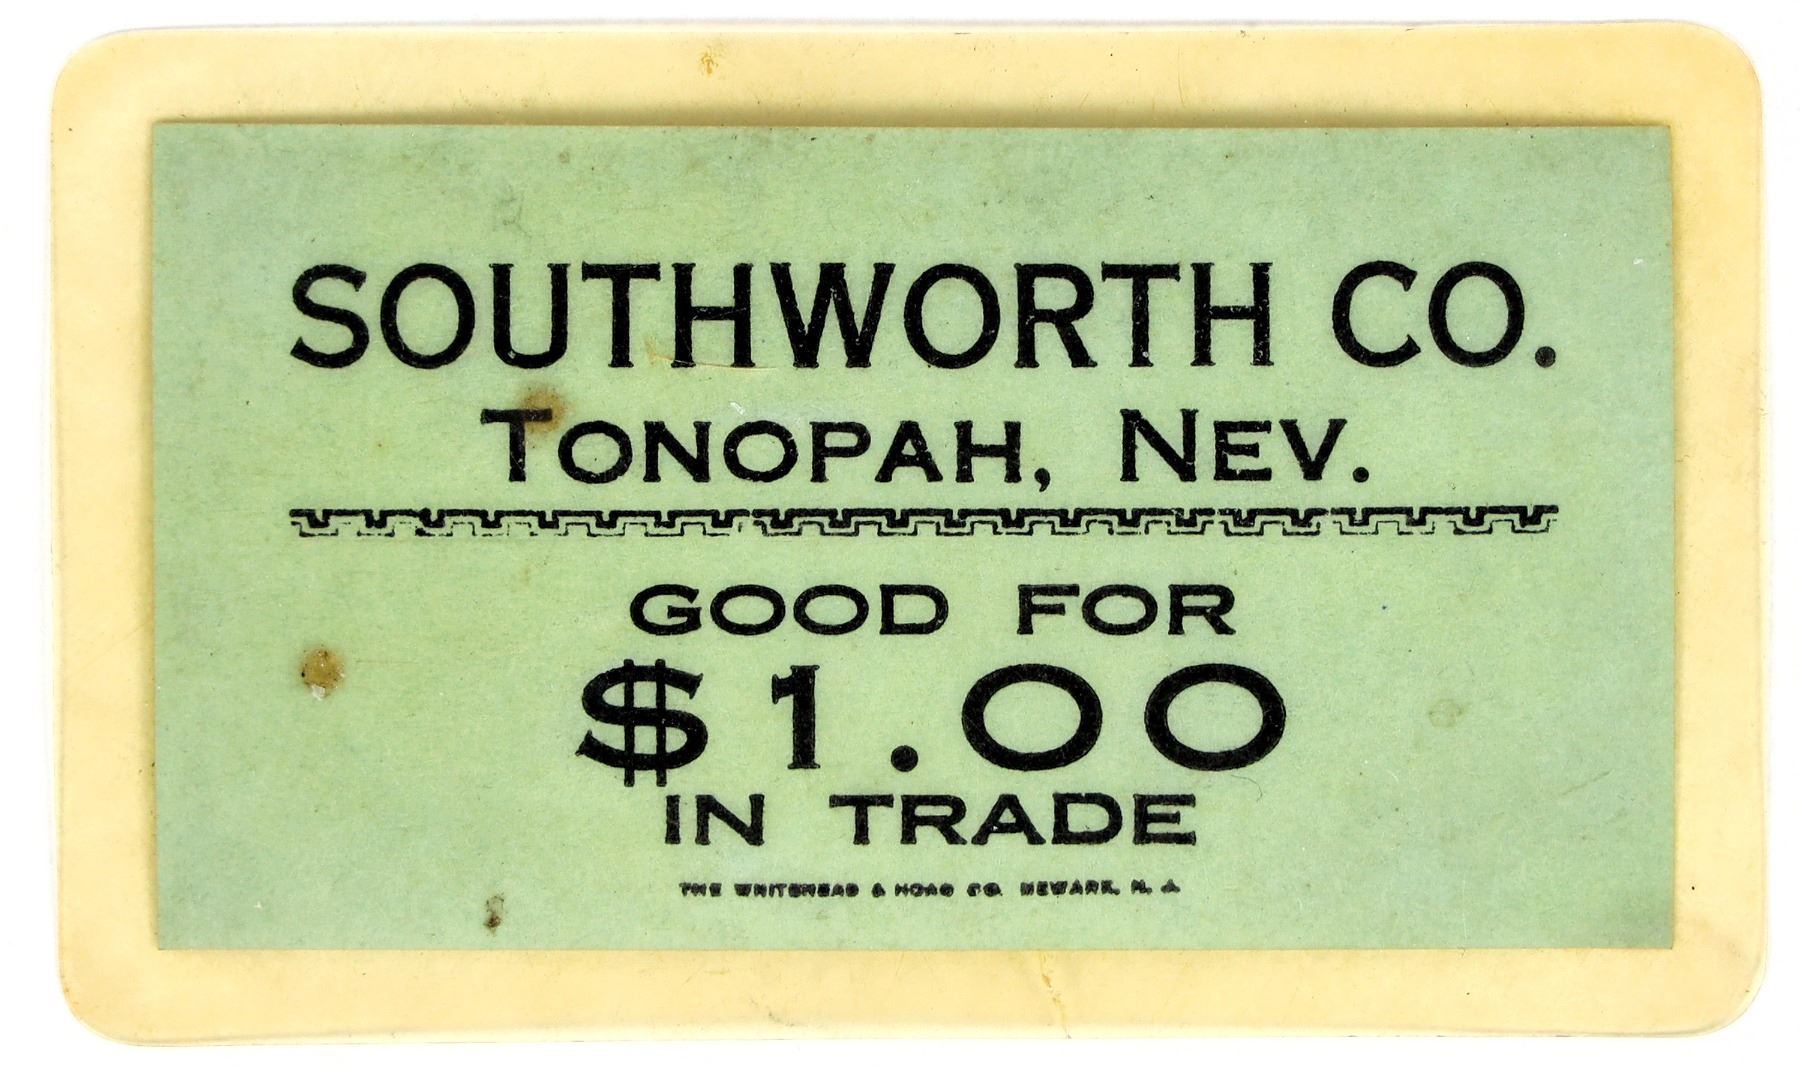 SOUTHWORTH CO.
TONOPAH, NEV.
GOOD FOR
$1.00
IN TRADE
THE WHITEHEAD & HOAG CO. NEWARK, N. J.